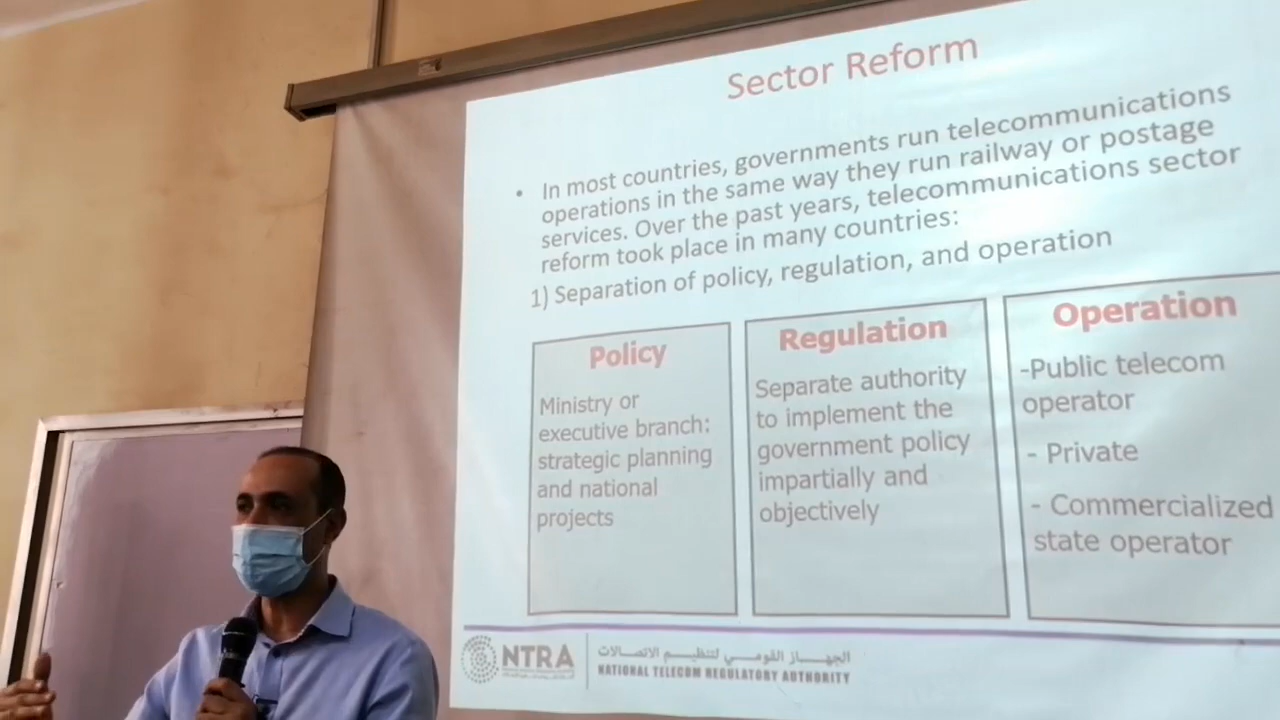 Sector Reform
• In most countries, governments run telecommunications
operations in the same way they run railway or postage
services. Over the past years, telecommunications sector
reform took place in many countries:
1) Separation of policy, regulation, and operation
Policy
Ministry or
executive branch:
strategic planning
and national
projects
Regulation
Separate authority
to implement the
government policy
impartially and
objectively
Operation
-Public telecom
operator
- Private
- Commercialized
state operator
NTRA
الجهاز القومي لتنظيم الاتصالات
NATIONAL TELECOM REGULATORY AUTHORITY